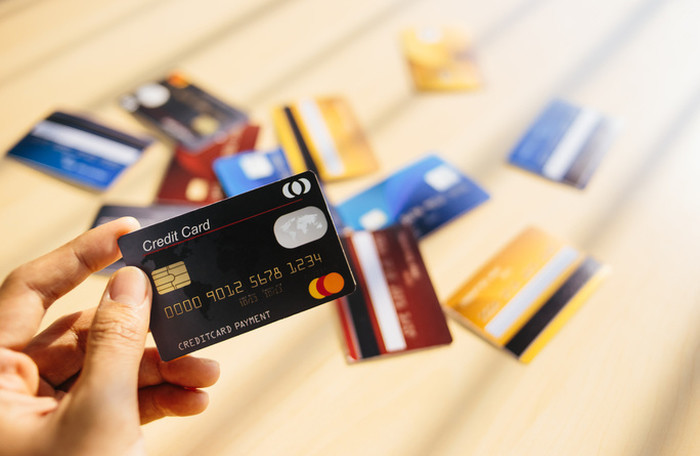 Credit Card
0000 9012 5678 1234
CREDITCARD PAYMENT